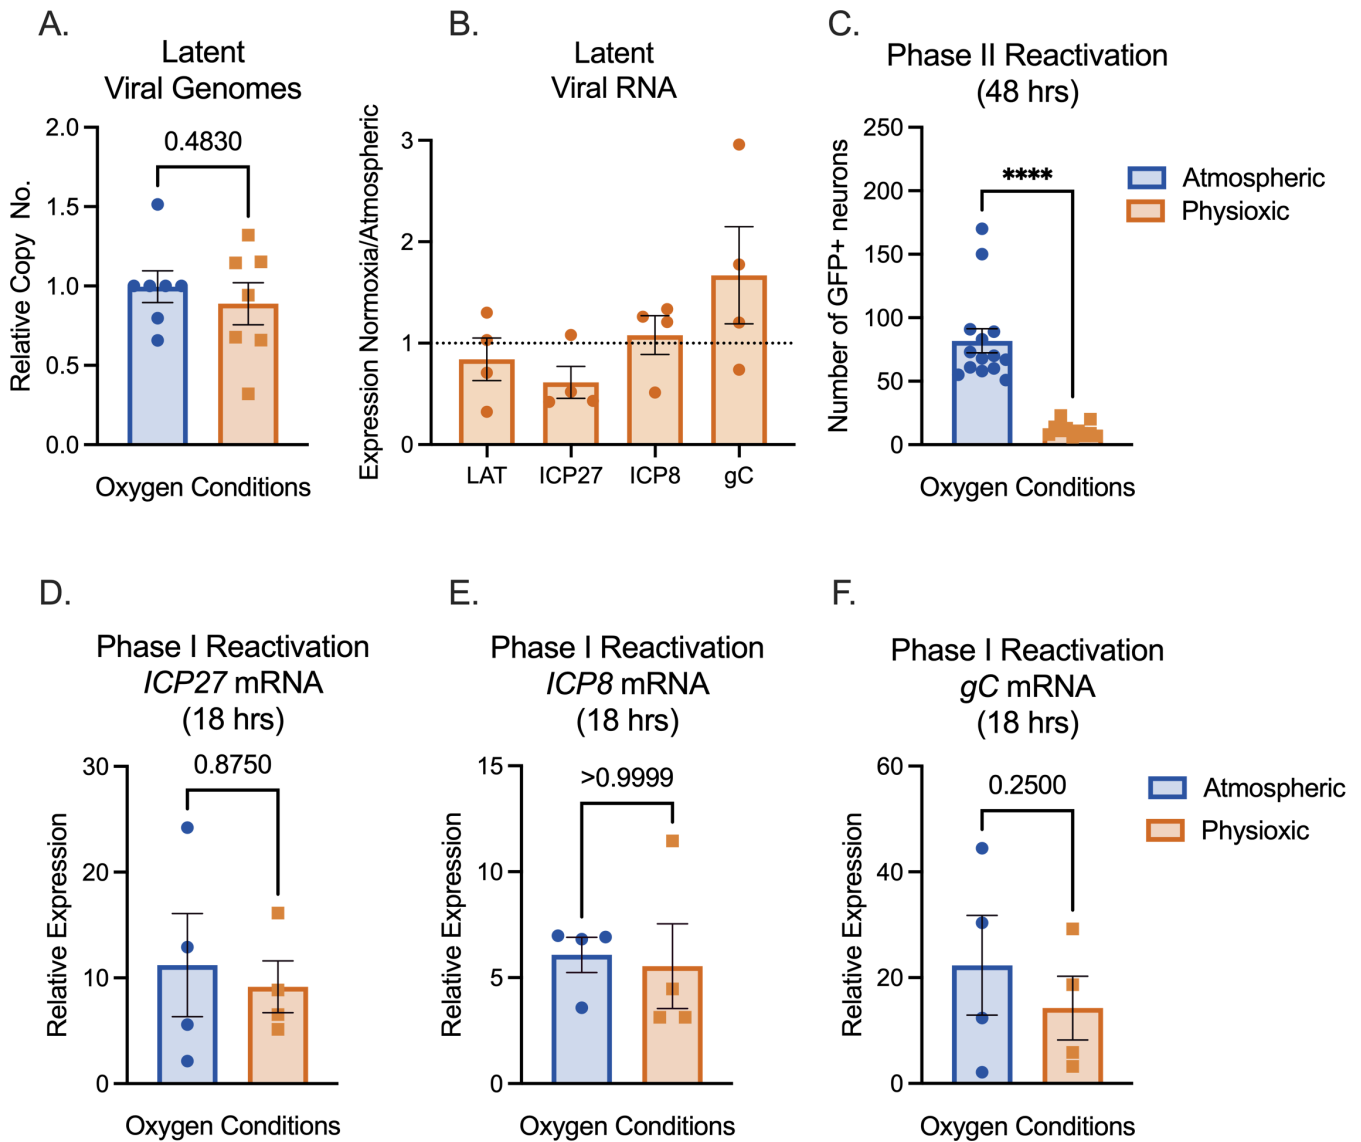 A.
Latent
Viral Genomes
Relative Copy No.
2.0
1.5
1.0
0.5
0.0
0.4830
Oxygen Conditions
B.
Latent
Viral RNA
Expression Normoxia/Atmospheric
3
2
1
0
LAT
ICP27
ICP8
gC
C.
Phase II Reactivation
(48 hrs)
Number of GFP+ neurons
250
200
150
100
50
0
****
Oxygen Conditions
Atmospheric
Physioxic
D.
Phase I Reactivation
ICP27 mRNA
(18 hrs)
Relative Expression
30
20
10
0
0.8750
Oxygen Conditions
E.
Phase I Reactivation
ICP8 mRNA
(18 hrs)
Relative Expression
15
10
5
0
>0.9999
Oxygen Conditions
F.
Phase I Reactivation
gC mRNA
(18 hrs)
Relative Expression
60
40
20
0
0.2500
Oxygen Conditions
Atmospheric
Physioxic